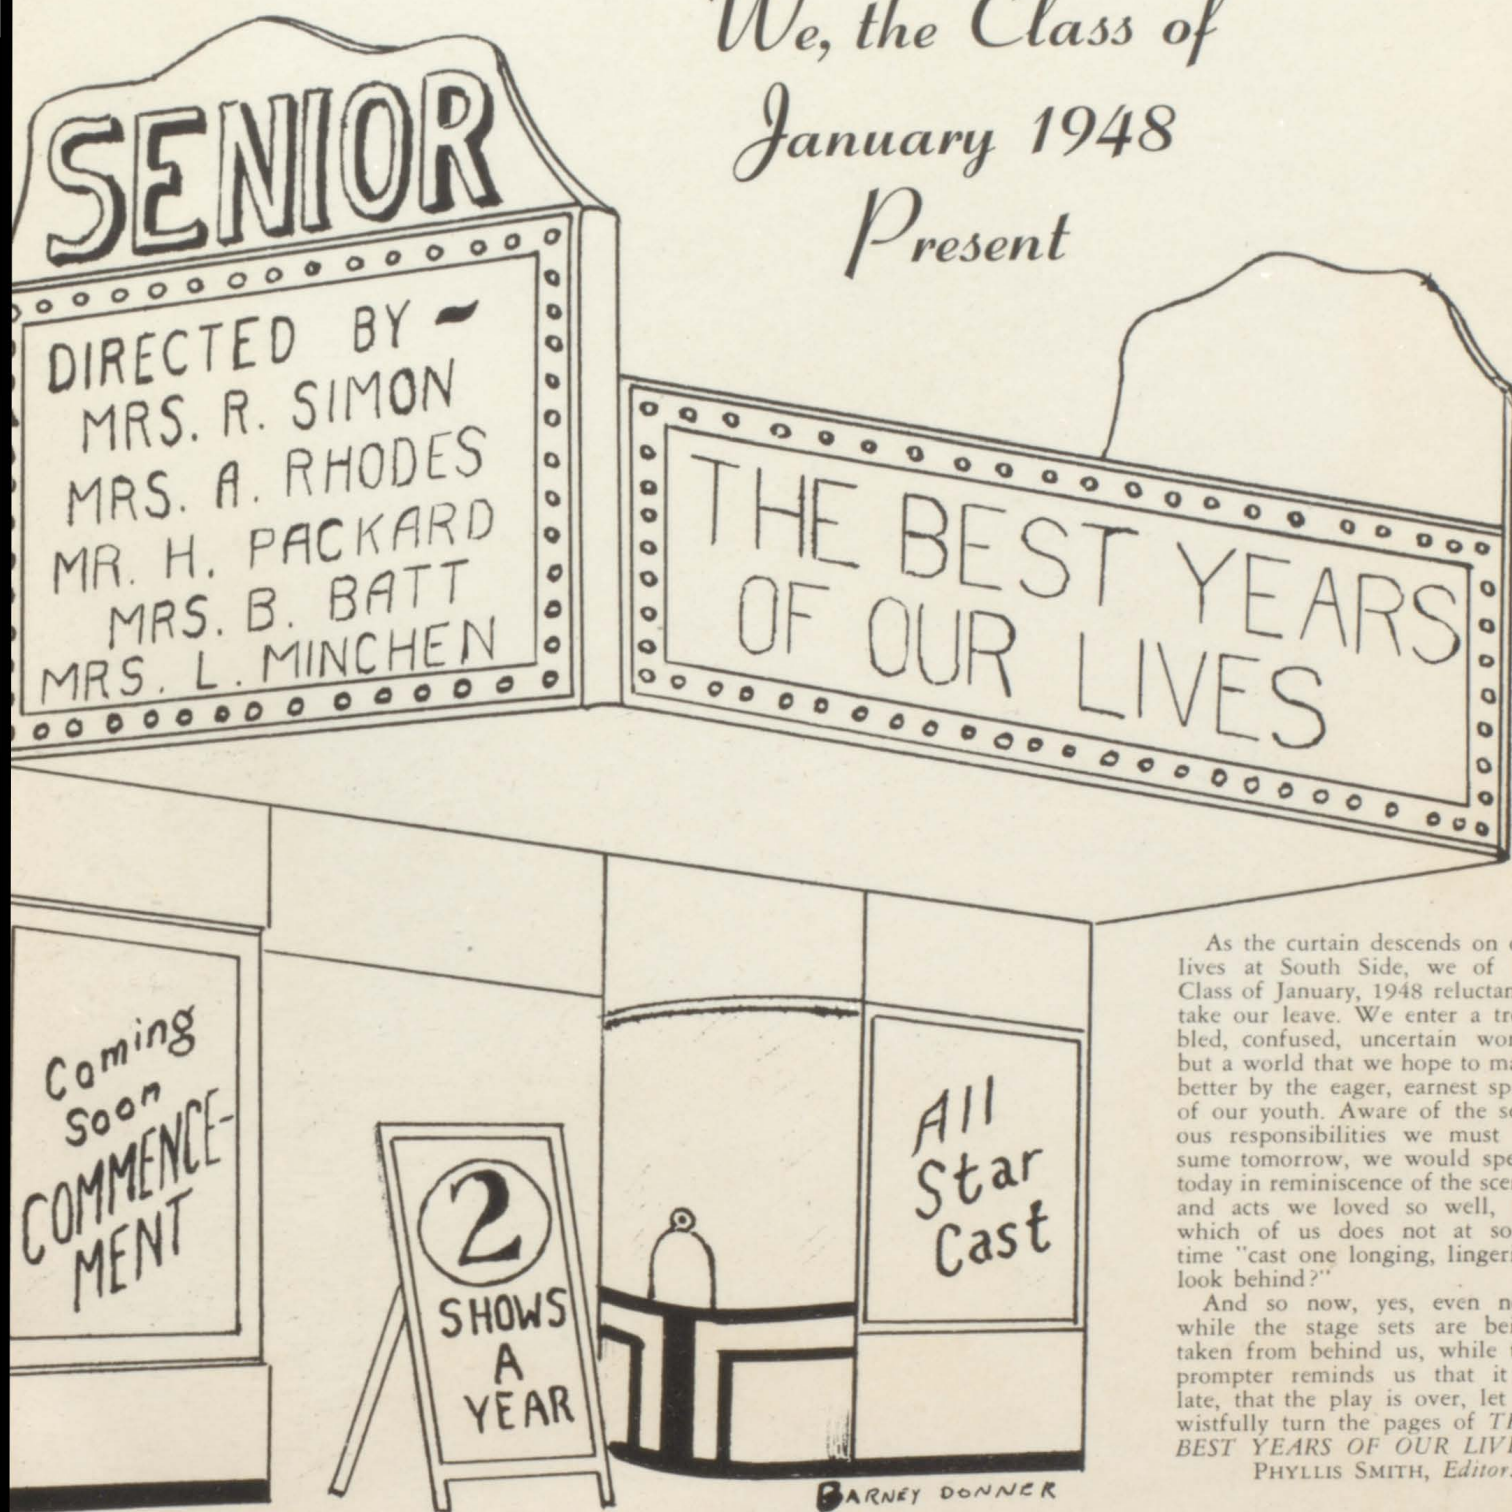 We, the Class of
January 1948
Present
SENIOR
DIRECTED BY -
MRS. R. SIMON
MRS. A. RHODES
MR. H. PACKARD
MRS. B. BATT
MRS. L. MINCHEN
THE BEST YEARS
OF OUR LIVES
Coming
Soon
COMMENCE-
MENT
2
SHOWS
A
YEAR
All
Star
Cast
BARNEY DONNER
As the curtain descends on
lives at South Side, we of
Class of January, 1948
take our leave. We enter a
bled, confused, uncertain
but a world that we hope to
better by the eager, earnest
of our youth. Aware of the
ous responsibilities we must
sume tomorrow, we would
today in reminiscence of the
and acts we loved so well,
which of us does not at
time "cast one longing,
look behind?"
And so now, yes, even
while the stage sets are
taken from behind us, while
prompter reminds us that it
late, that the play is over, let
wistfully turn the pages of
BEST YEARS OF OUR
PHYLLIS SMITH, Editor